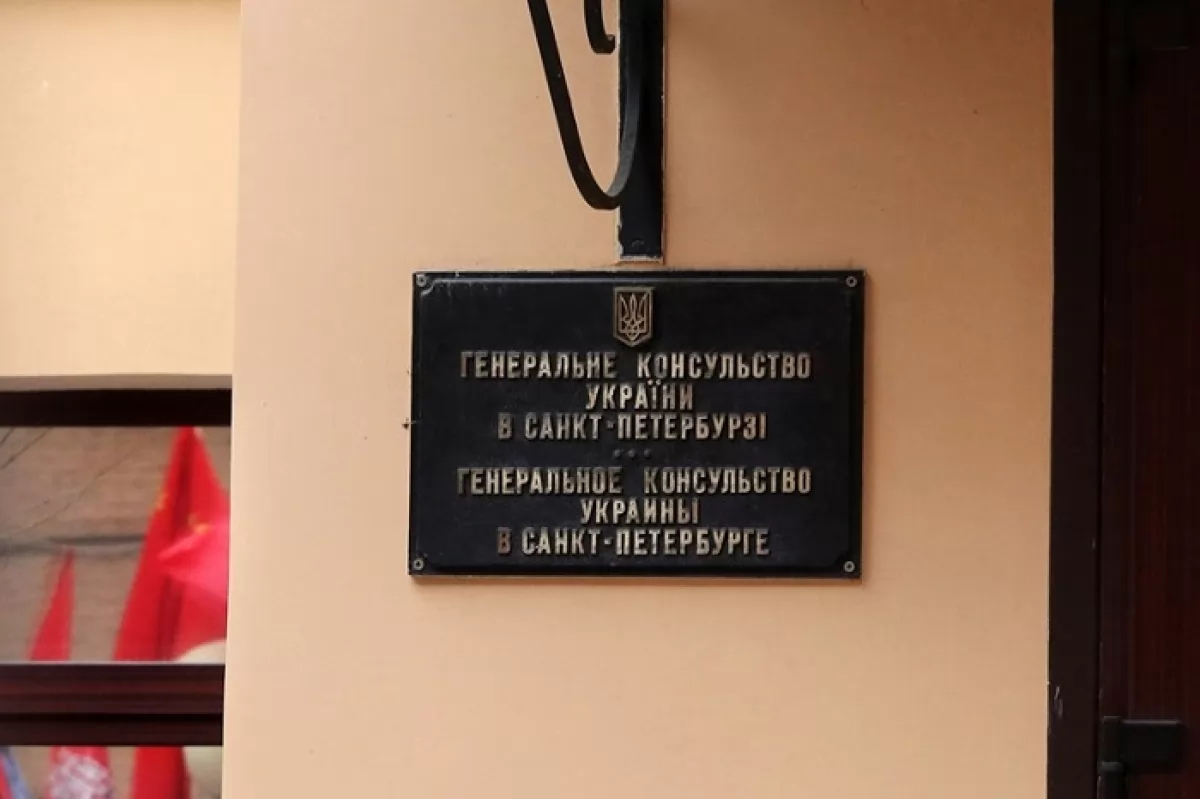 ГЕНЕРАЛЬНЕ КОНСУЛЬСТВО
УКРАЇНИ
В САНКТ-ПЕТЕРБУРЗІ
ГЕНЕРАЛЬНОЕ КОНСУЛЬСТВО
УКРАИНЫ
В САНКТ-ПЕТЕРБУРГЕ